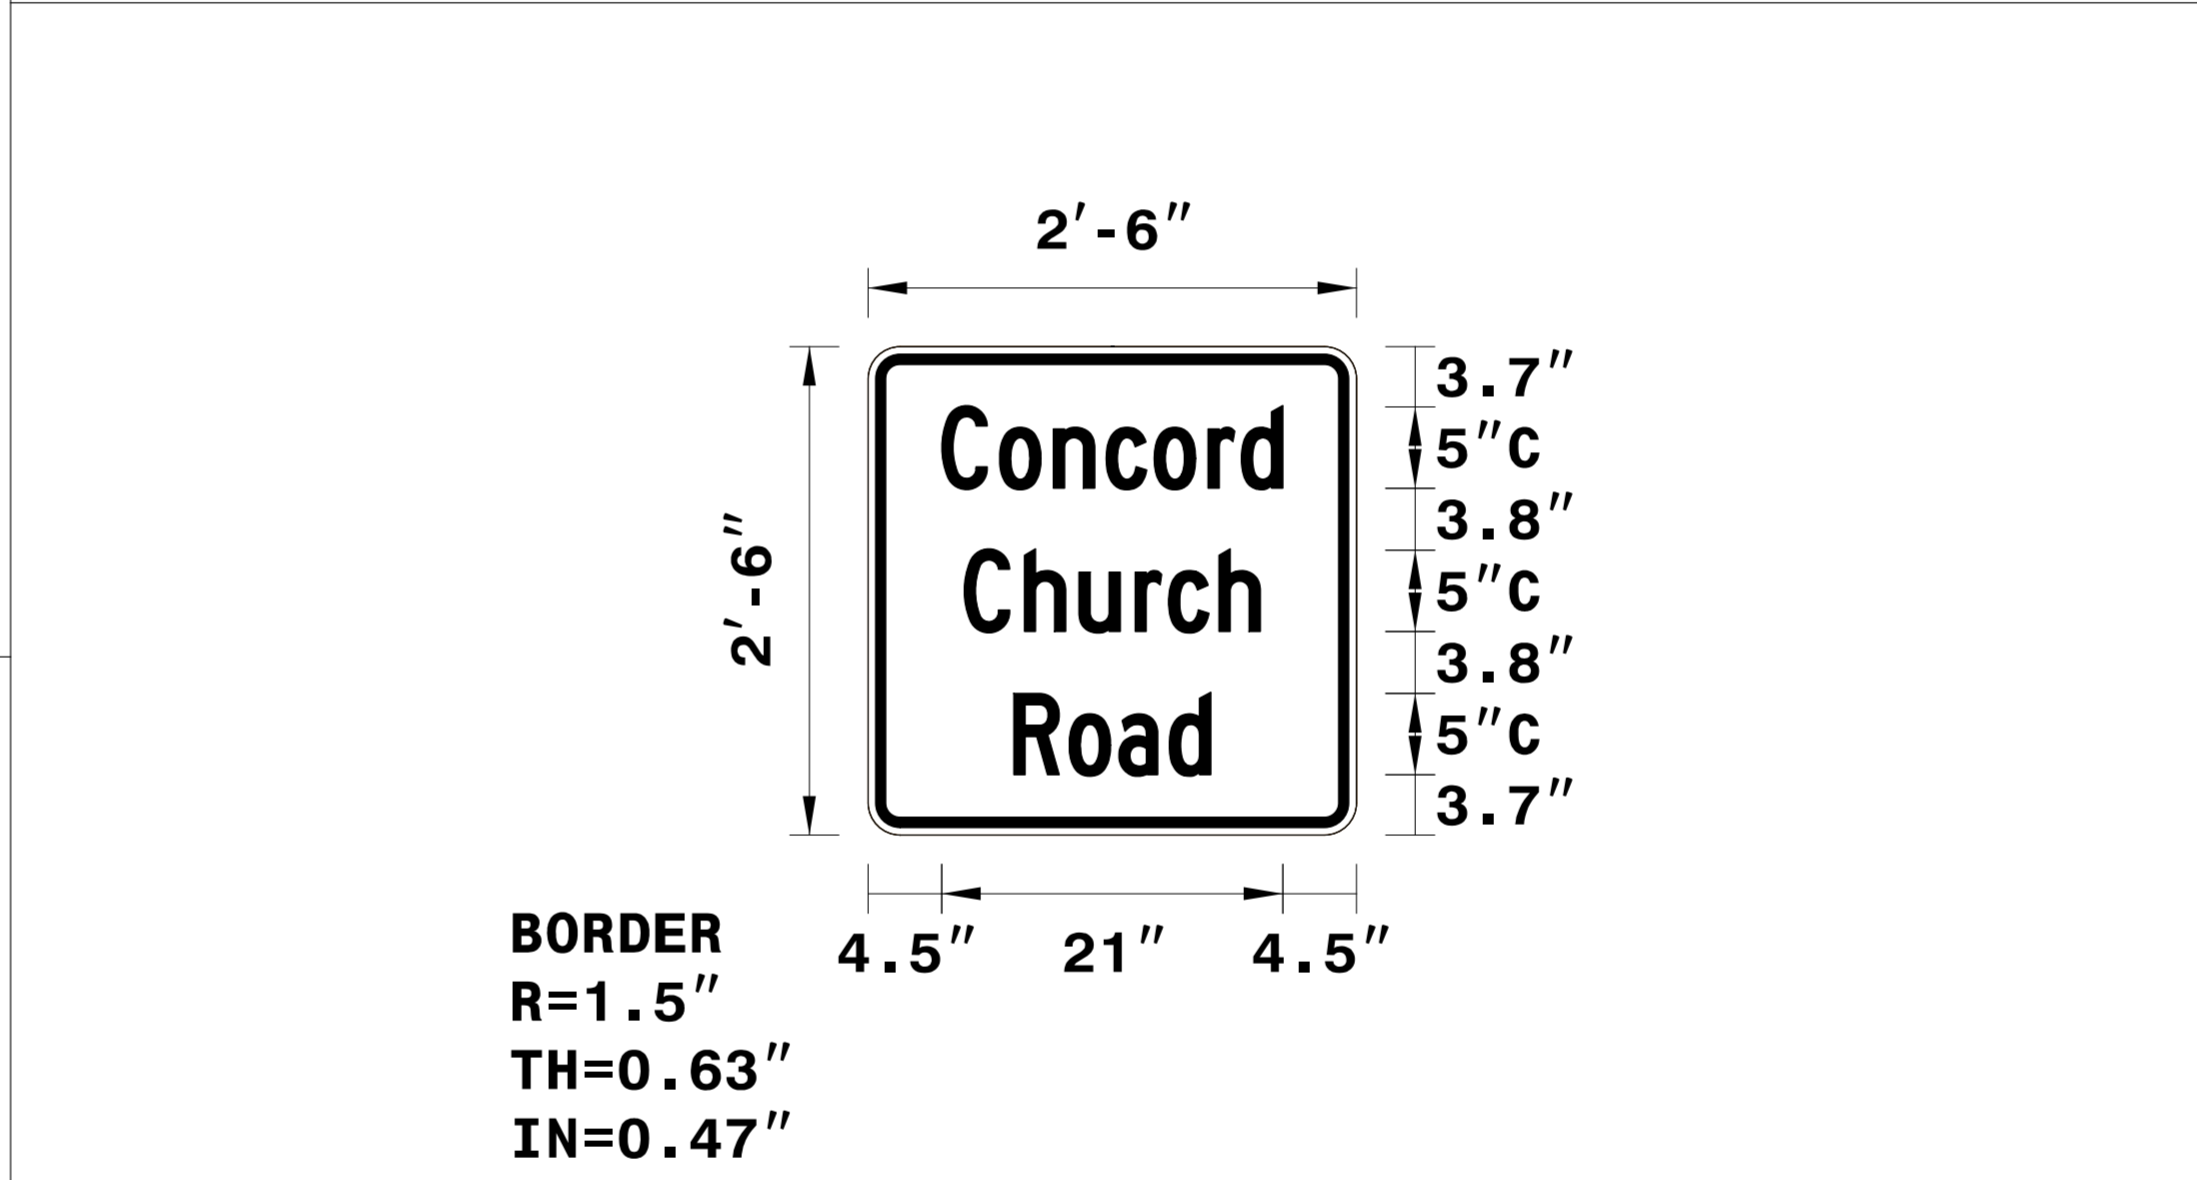 2'-6"
2'-6"
Concord
Church
Road
3.7"
5"C
3.8"
5"C
3.8"
5"C
3.7"
4.5" 21" 4.5"
BORDER
R=1.5"
TH=0.63"
IN=0.47"